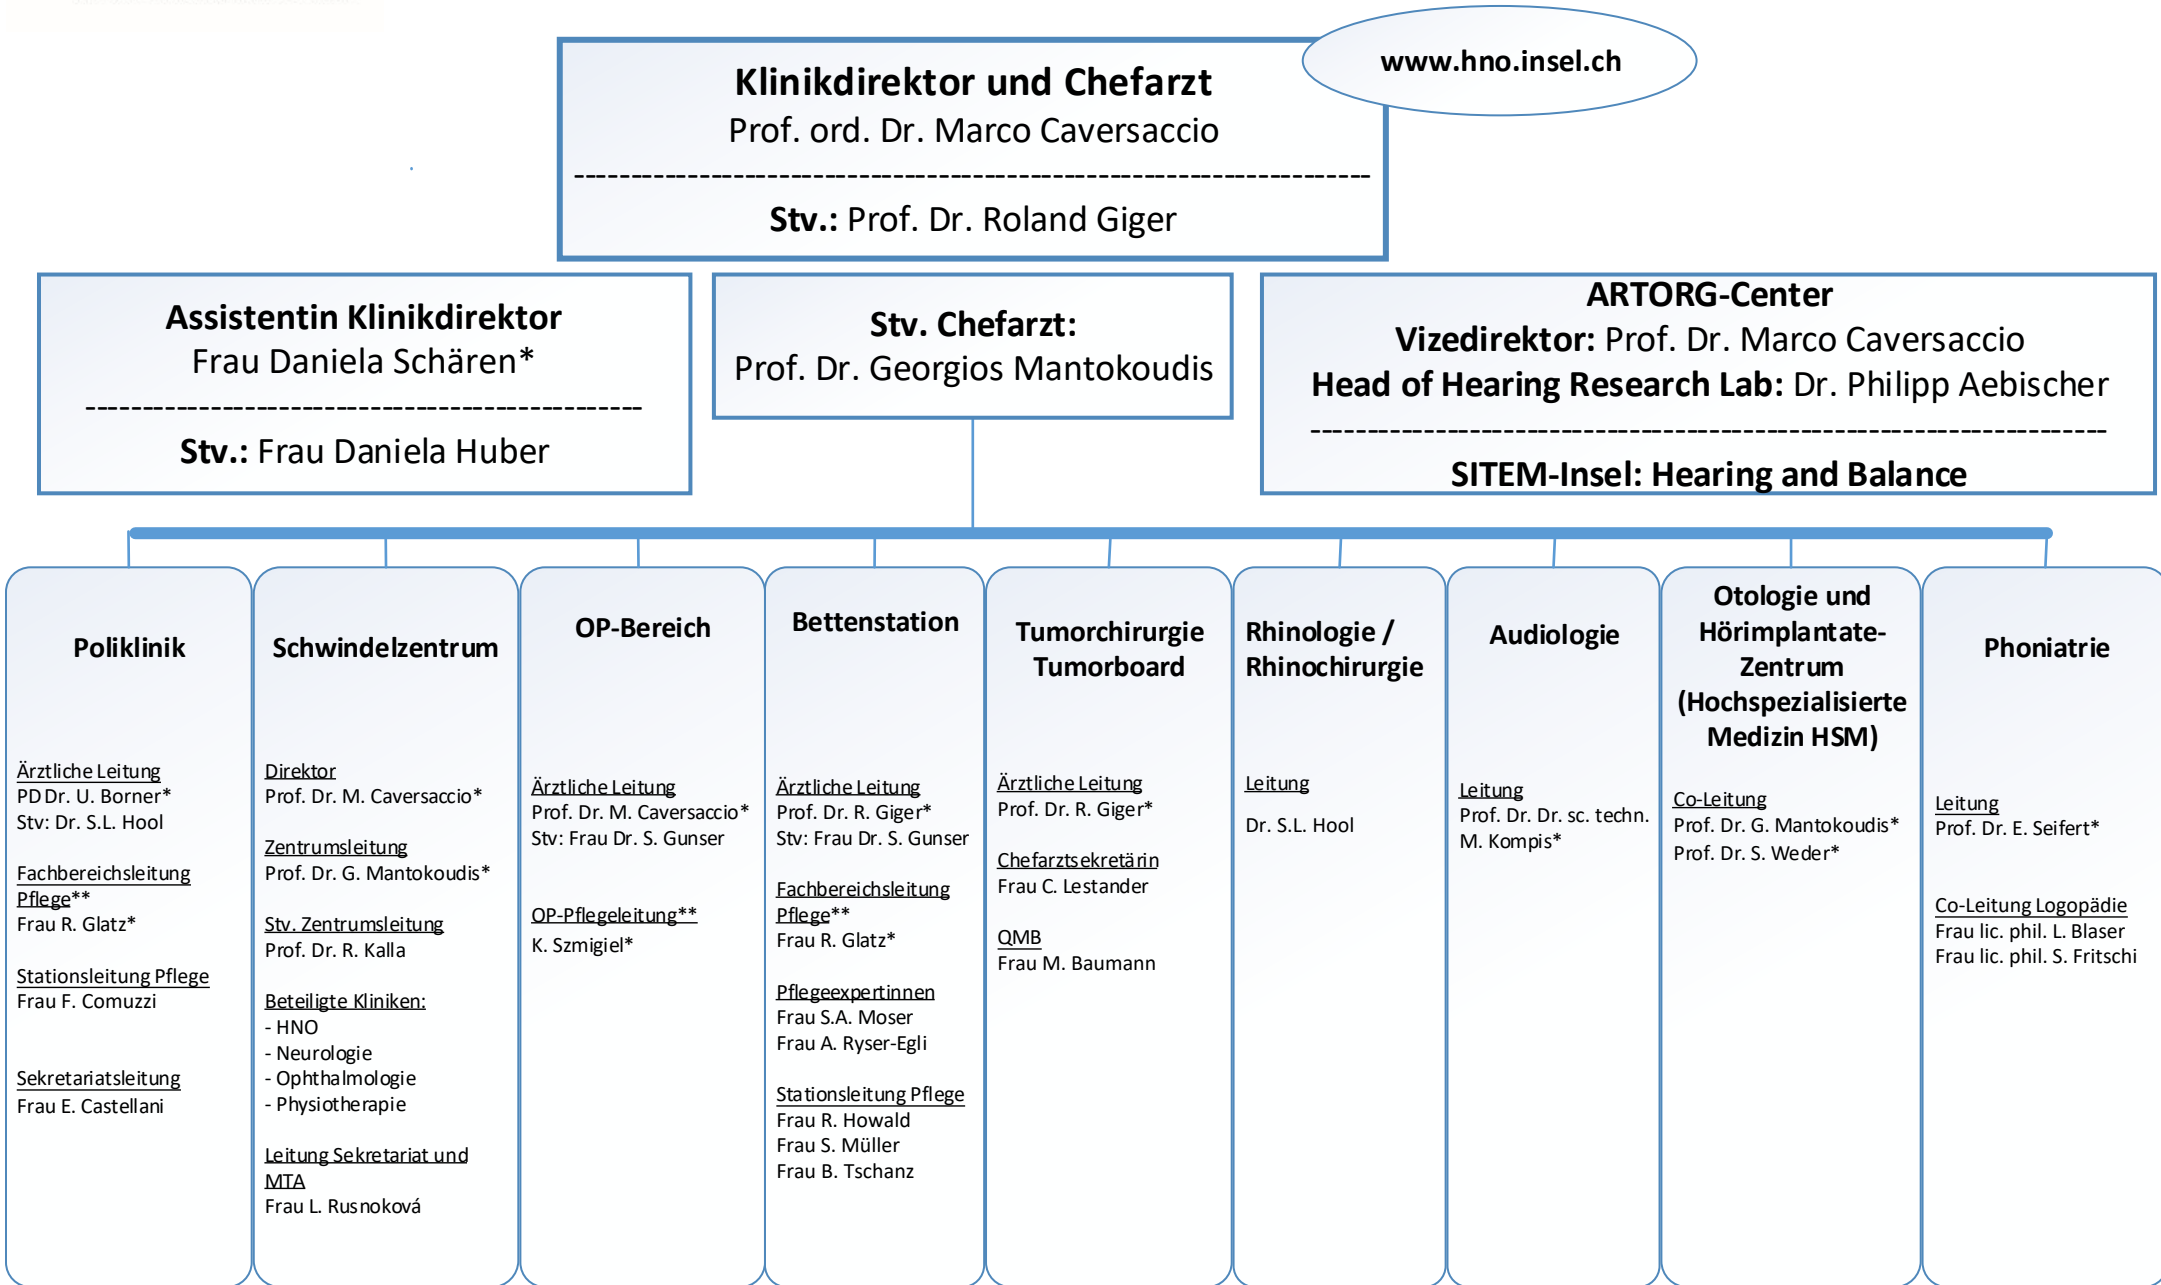 www.hno.insel.ch
Klinikdirektor und Chefarzt
Prof. ord. Dr. Marco Caversaccio
Stv.: Prof. Dr. Roland Giger
Assistentin Klinikdirektor
Frau Daniela Schären*
Stv.: Frau Daniela Huber
Stv. Chefarzt:
Prof. Dr. Georgios Mantokoudis
ARTORG-Center
Vizedirektor: Prof. Dr. Marco Caversaccio
Head of Hearing Research Lab: Dr. Philipp Aebischer
SITEM-Insel: Hearing and Balance
Poliklinik
Ärztliche Leitung
PD Dr. U. Borner*
Stv: Dr. S.L. Hool
Fachbereichsleitung
Pflege**
Frau R. Glatz*
Stationsleitung Pflege
Frau F. Comuzzi
Sekretariatsleitung
Frau E. Castellani
Schwindelzentrum
Direktor
Prof. Dr. M. Caversaccio*
Zentrumsleitung
Prof. Dr. G. Mantokoudis*
Stv. Zentrumsleitung
Prof. Dr. R. Kalla
Beteiligte Kliniken:
- HNO
- Neurologie
- Ophthalmologie
- Physiotherapie
Leitung Sekretariat und
MTA
Frau L. Rusnoková
OP-Bereich
Ärztliche Leitung
Prof. Dr. M. Caversaccio*
Stv: Frau Dr. S. Gunser
OP-Pflegeleitung**
K. Szmigiel*
Bettenstation
Ärztliche Leitung
Prof. Dr. R. Giger*
Stv: Frau Dr. S. Gunser
Fachbereichsleitung
Pflege**
Frau R. Glatz*
Pflegeexpertinnen
Frau S.A. Moser
Frau A. Ryser-Egli
Stationsleitung Pflege
Frau R. Howald
Frau S. Müller
Frau B. Tschanz
Tumorchirurgie
Tumorboard
Ärztliche Leitung
Prof. Dr. R. Giger*
Chefarztsekretärin
Frau C. Lestander
QMB
Frau M. Baumann
Rhinologie /
Rhinochirurgie
Leitung
Dr. S.L. Hool
Audiologie
Leitung
Prof. Dr. Dr. sc. techn.
M. Kompis*
Otologie und
Hörimplantate-
Zentrum
(Hochspezialisierte
Medizin HSM)
Co-Leitung
Prof. Dr. G. Mantokoudis*
Prof. Dr. S. Weder*
Phoniatrie
Leitung
Prof. Dr. E. Seifert*
Co-Leitung Logopädie
Frau lic. phil. L. Blaser
Frau lic. phil. S. Fritschi